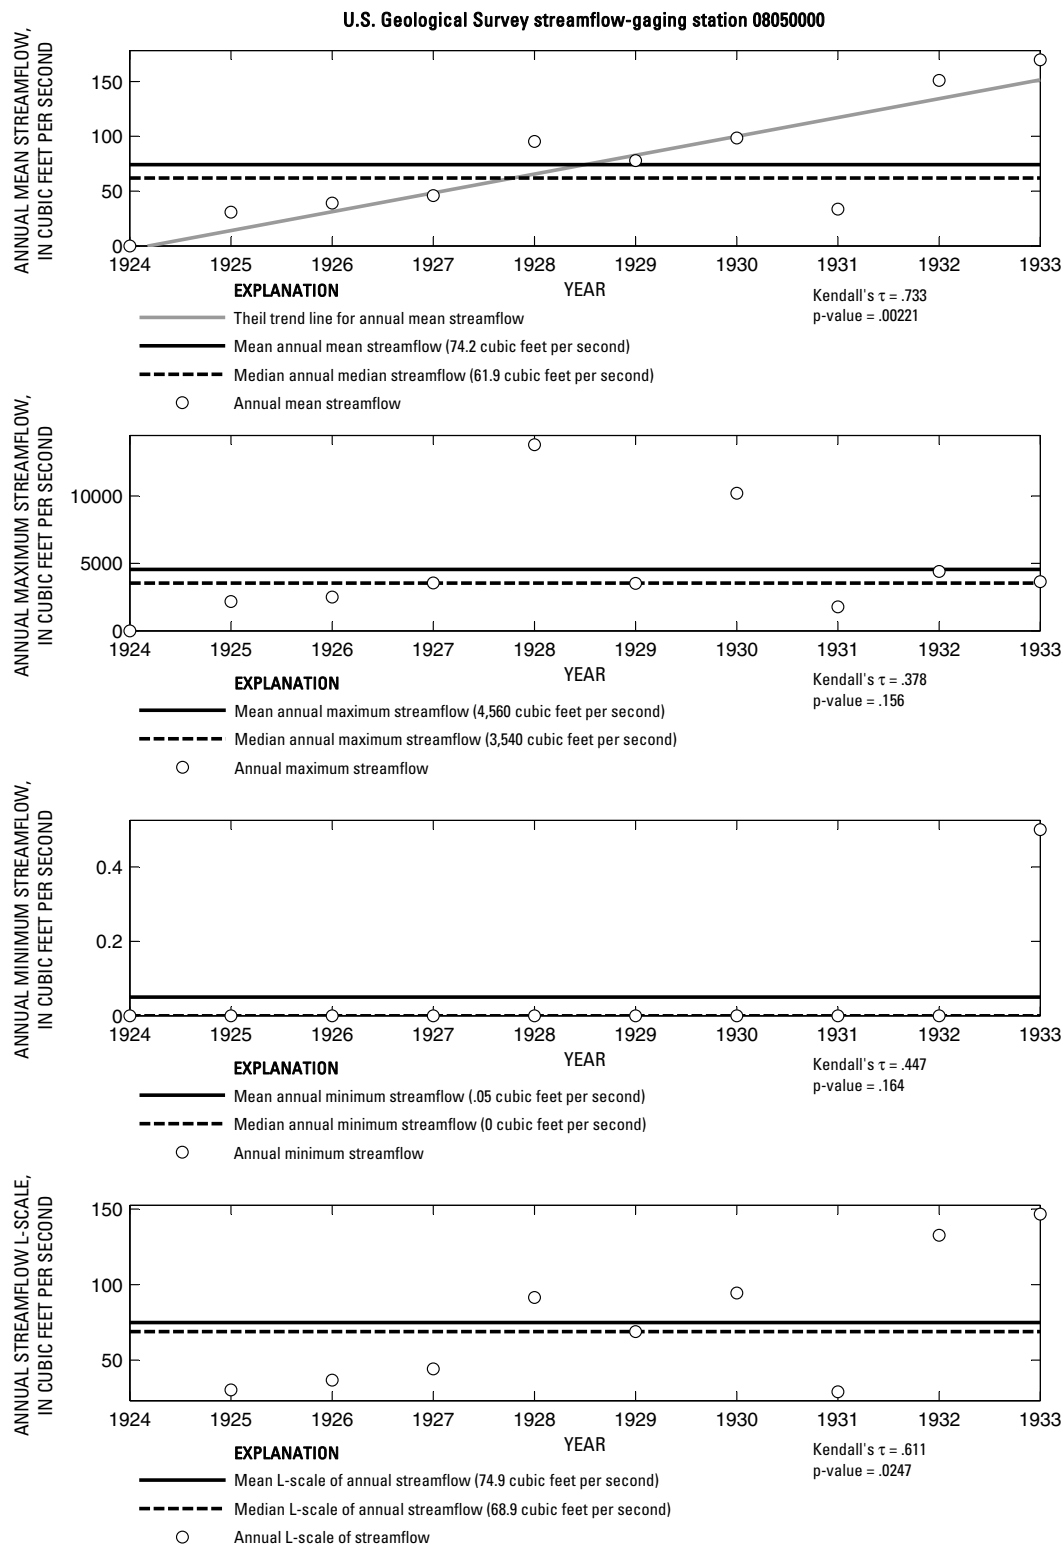 U.S. Geological Survey streamflow-gaging station 08050000
ANNUAL MEAN STREAMFLOW,
IN CUBIC FEET PER SECOND
150
100
50
0
1924 1925 1926 1927 1928 1929 1930 1931 1932 1933
YEAR
EXPLANATION
Theil trend line for annual mean streamflow
Mean annual mean streamflow (74.2 cubic feet per second)
Median annual median streamflow (61.9 cubic feet per second)
Annual mean streamflow
Kendall's τ = .733
p-value = .00221
ANNUAL MAXIMUM STREAMFLOW,
IN CUBIC FEET PER SECOND
10000
5000
0
1924 1925 1926 1927 1928 1929 1930 1931 1932 1933
YEAR
EXPLANATION
Mean annual maximum streamflow (4,560 cubic feet per second)
Median annual maximum streamflow (3,540 cubic feet per second)
Annual maximum streamflow
Kendall's τ = .378
p-value = .156
ANNUAL MINIMUM STREAMFLOW,
IN CUBIC FEET PER SECOND
0.4
0.2
0
1924 1925 1926 1927 1928 1929 1930 1931 1932 1933
YEAR
EXPLANATION
Mean annual minimum streamflow (.05 cubic feet per second)
Median annual minimum streamflow (0 cubic feet per second)
Annual minimum streamflow
Kendall's τ = .447
p-value = .164
ANNUAL STREAMFLOW L-SCALE,
IN CUBIC FEET PER SECOND
150
100
50
1924 1925 1926 1927 1928 1929 1930 1931 1932 1933
YEAR
EXPLANATION
Mean L-scale of annual streamflow (74.9 cubic feet per second)
Median L-scale of annual streamflow (68.9 cubic feet per second)
Annual L-scale of streamflow
Kendall's τ = .611
p-value = .0247